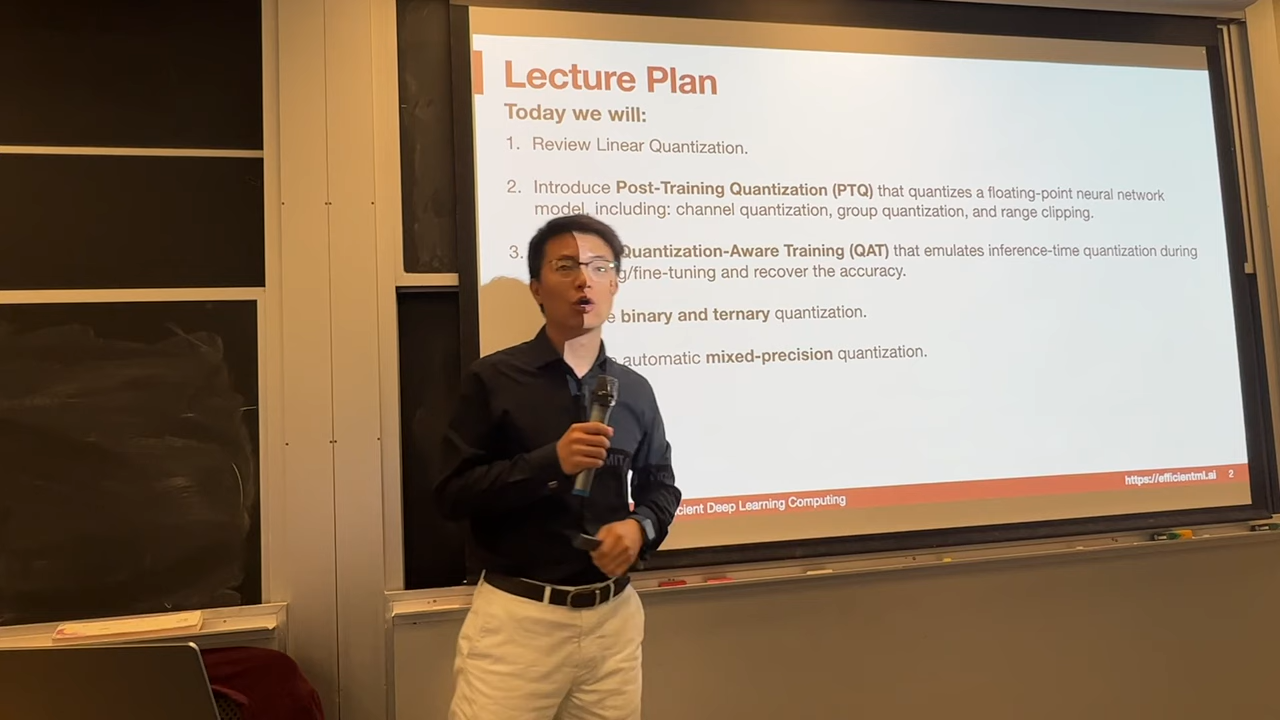 Lecture Plan
Today we will:
1. Review Linear Quantization.
2. Introduce Post-Training Quantization (PTQ) that quantizes a floating-point neural network
model, including: channel quantization, group quantization, and range clipping.
3. Quantization-Aware Training (QAT) that emulates inference-time quantization during
g/fine-tuning and recover the accuracy.
e binary and ternary quantization.
automatic mixed-precision quantization.
https://efficientml.ai 2
cient Deep Learning Computing
MIT